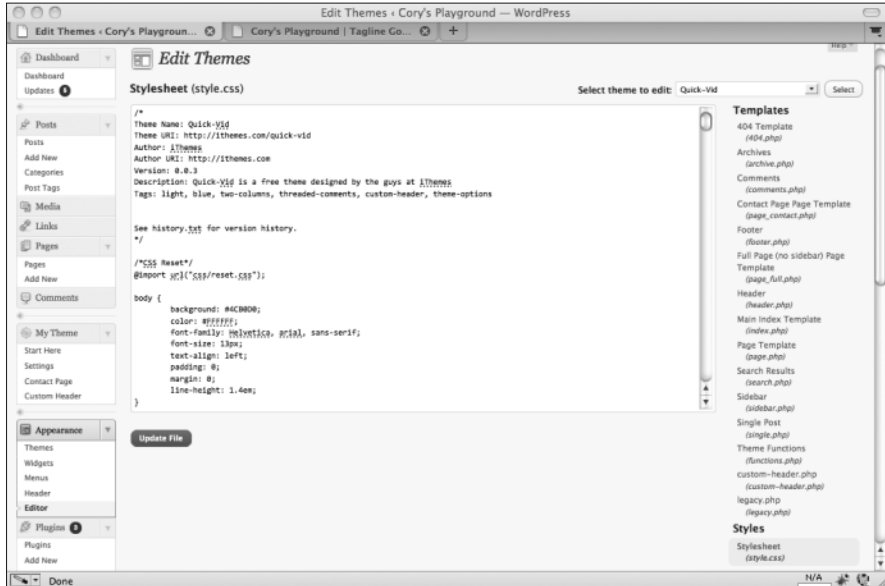 Edit Themes ‹ Cory's Playground — WordPress
Edit Themes ‹ Cory's Playgroun...
Cory's Playground | Tagline Go...
+
Help
Dashboard
Dashboard
Updates 5
Posts
Posts
Add New
Categories
Post Tags
Media
Links
Pages
Pages
Add New
Comments
My Theme
Start Here
Settings
Contact Page
Custom Header
Appearance
Themes
Widgets
Menus
Header
Editor
Plugins 3
Plugins
Add New
Edit Themes
Stylesheet (style.css)
Select theme to edit: Quick-Vid
Select
/*
Theme Name: Quick-Vid
Theme URI: http://ithemes.com/quick-vid
Author: iThemes
Author URI: http://ithemes.com
Version: 0.0.3
Description: Quick-Vid is a free theme designed by the guys at iThemes
Tags: light, blue, two-columns, threaded-comments, custom-header, theme-options
See history.txt for version history.
*/
/*CSS Reset*/
@import url("css/reset.css");
body {
background: #4CB0D0;
color: #FFFFFF;
font-family: Helvetica, arial, sans-serif;
font-size: 13px;
text-align: left;
padding: 0;
margin: 0;
line-height: 1.4em;
}
Update File
Templates
404 Template
(404.php)
Archives
(archive.php)
Comments
(comments.php)
Contact Page Page Template
(page_contact.php)
Footer
(footer.php)
Full Page (no sidebar) Page
Template
(page_full.php)
Header
(header.php)
Main Index Template
(index.php)
Page Template
(page.php)
Search Results
(search.php)
Sidebar
(sidebar.php)
Single Post
(single.php)
Theme Functions
(functions.php)
custom-header.php
(custom-header.php)
legacy.php
(legacy.php)
Styles
Stylesheet
(style.css)
Done
N/A